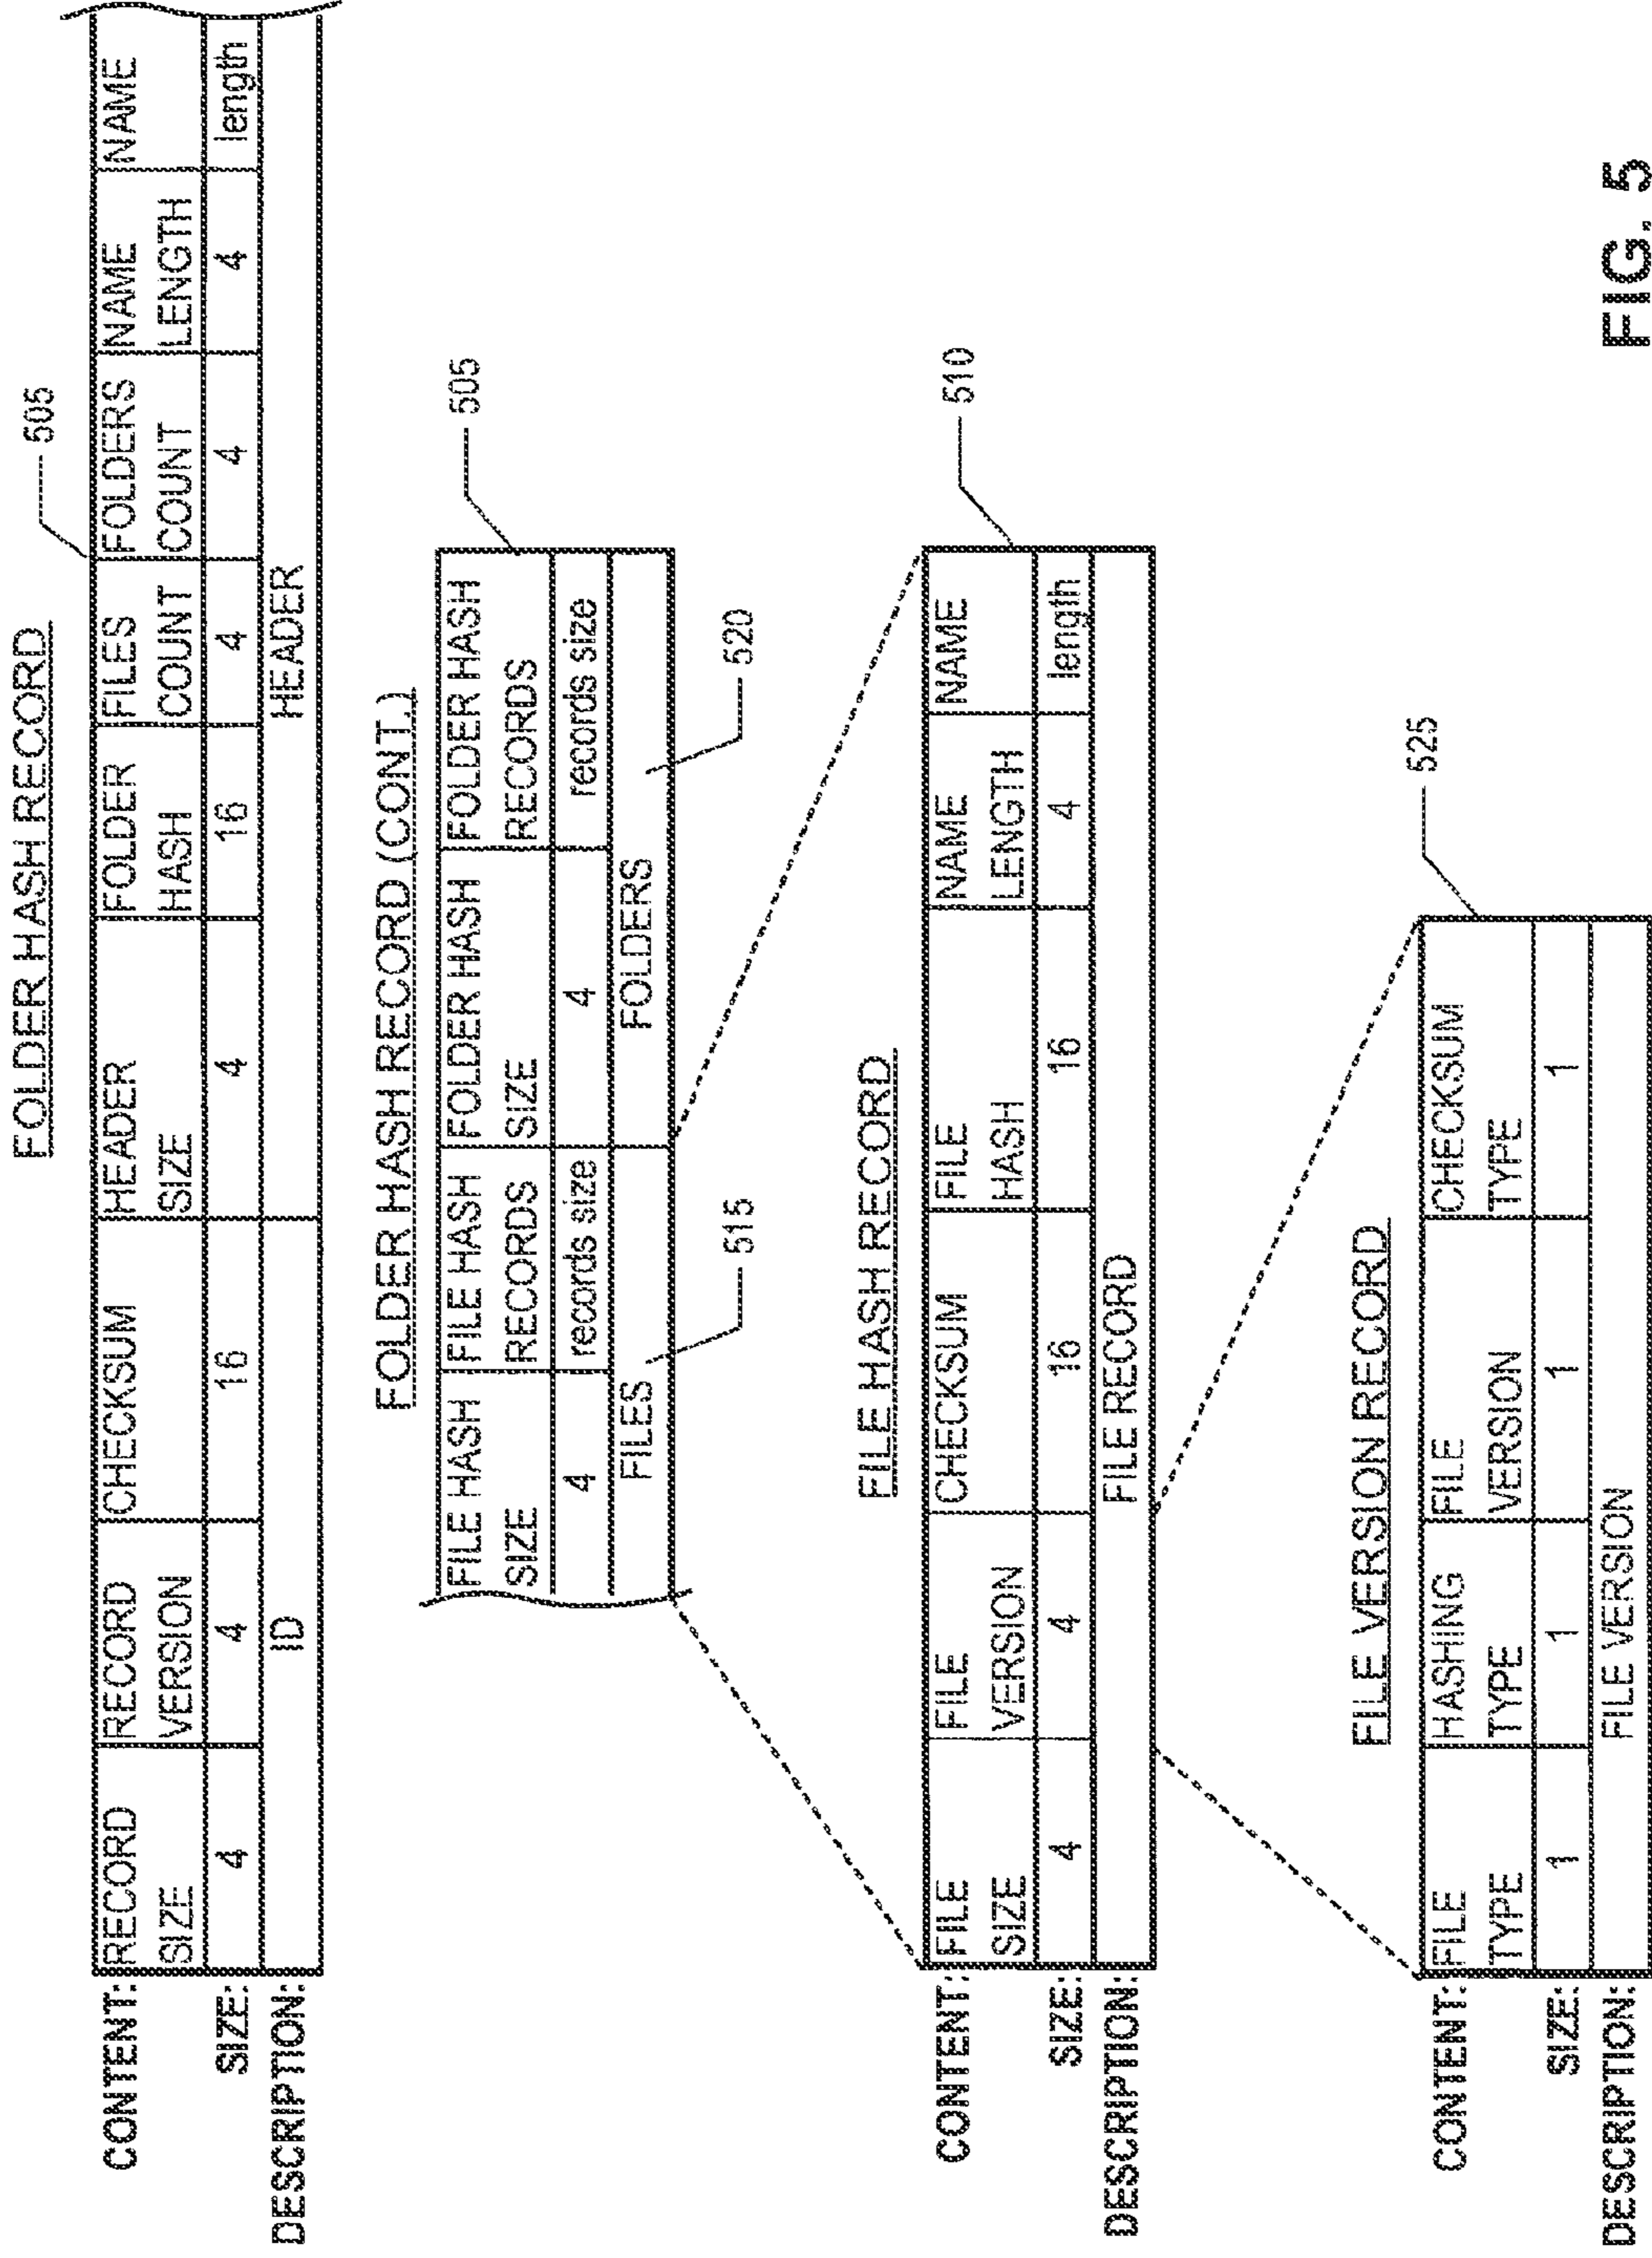 FOLDER HASH RECORD
505
CONTENT: RECORD SIZE RECORD VERSION CHECKSUM HEADER SIZE FOLDER HASH FILES COUNT FOLDERS COUNT NAME LENGTH NAME
SIZE: 4 4 16 4 16 4 4 4 length
DESCRIPTION: ID HEADER
FOLDER HASH RECORD (CONT.)
505
FILE HASH SIZE FILE HASH RECORDS FOLDER HASH SIZE FOLDER HASH RECORDS
4 records size 4 records size
FILES FOLDERS
515 520
FILE HASH RECORD
510
CONTENT: FILE SIZE FILE VERSION CHECKSUM FILE HASH NAME LENGTH NAME
SIZE: 4 4 16 16 4 length
DESCRIPTION: FILE RECORD
FILE VERSION RECORD
525
CONTENT: FILE TYPE HASHING TYPE FILE VERSION CHECKSUM TYPE
SIZE: 1 1 1 1
DESCRIPTION: FILE VERSION
FIG. 5